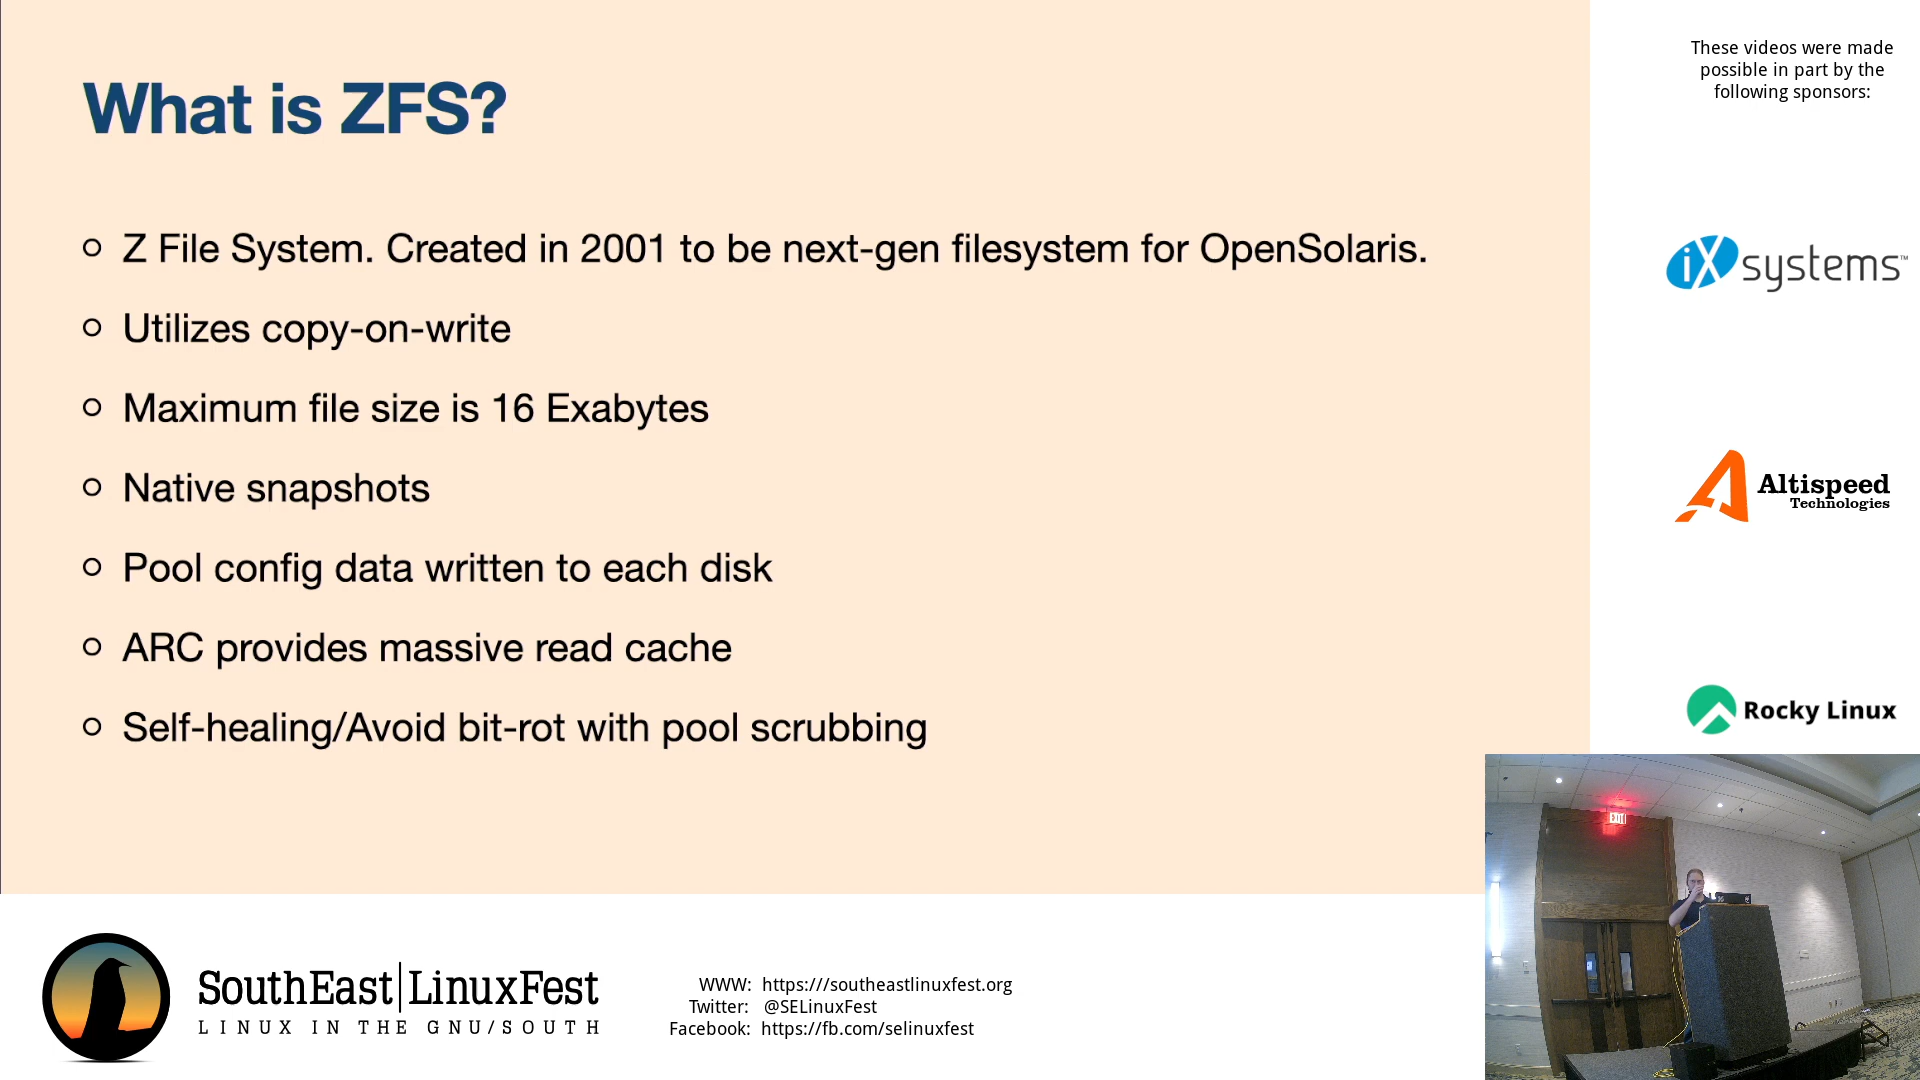 What is ZFS?
Z File System. Created in 2001 to be next-gen filesystem for OpenSolaris.
Utilizes copy-on-write
Maximum file size is 16 Exabytes
Native snapshots
Pool config data written to each disk
ARC provides massive read cache
Self-healing/Avoid bit-rot with pool scrubbing
These videos were made
possible in part by the
following sponsors:
iXsystems™
Altispeed
Technologies
Rocky Linux
EXIT
SouthEast|LinuxFest
LINUX IN THE GNU/SOUTH
WWW: https:///southeastlinuxfest.org
Twitter: @SELinuxFest
Facebook: https://fb.com/selinuxfest